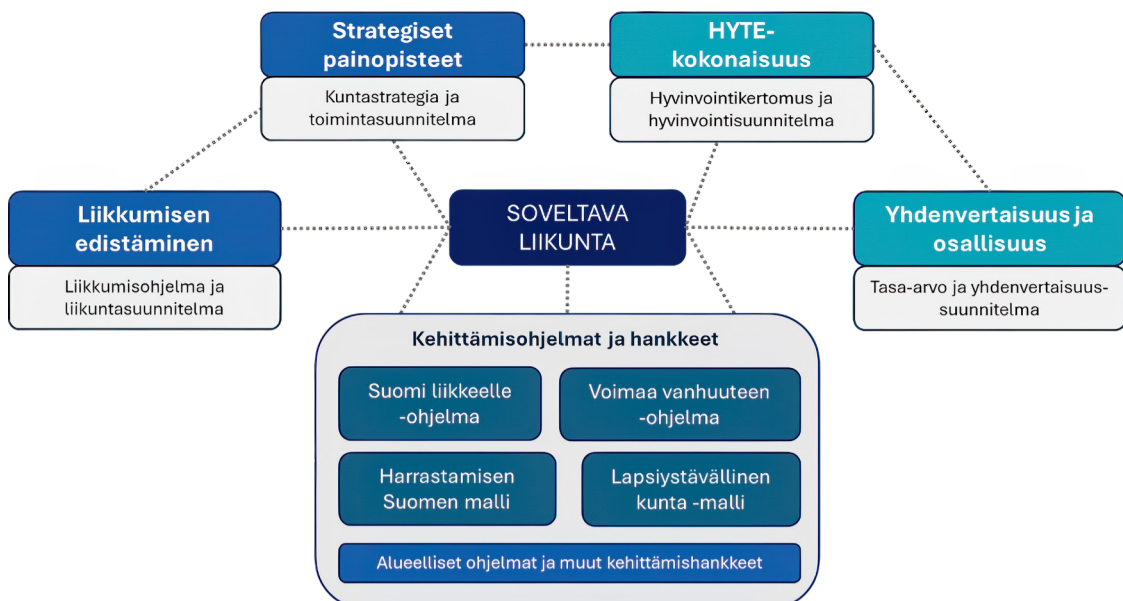 Strategiset
painopisteet
Kuntastrategia ja
toimintasuunnitelma
HYTE-
kokonaisuus
Hyvinvointikertomus ja
hyvinvointisuunnitelma
Liikkumisen
edistäminen
Liikkumisohjelma ja
liikuntasuunnitelma
SOVELTAVA
LIIKUNTA
Yhdenvertaisuus ja
osallisuus
Tasa-arvo ja yhdenvertaisuus-
suunnitelma
Kehittämisohjelmat ja hankkeet
Suomi liikkeelle
-ohjelma
Voimaa vanhuuteen
-ohjelma
Harrastamisen
Suomen malli
Lapsiystävällinen
kunta -malli
Alueelliset ohjelmat ja muut kehittämishankkeet